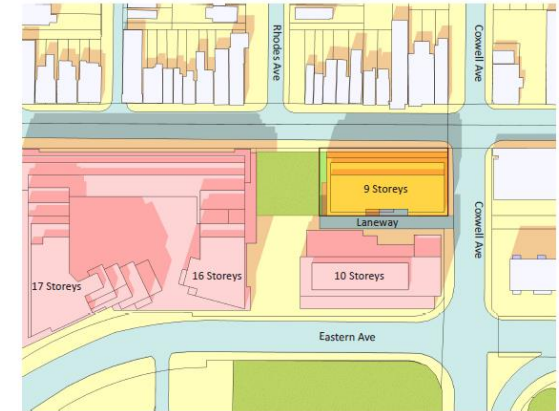 Rhodes Ave
Coxwell Ave
9 Storeys
Laneway
Coxwell Ave
17 Storeys
16 Storeys
10 Storeys
Eastern Ave